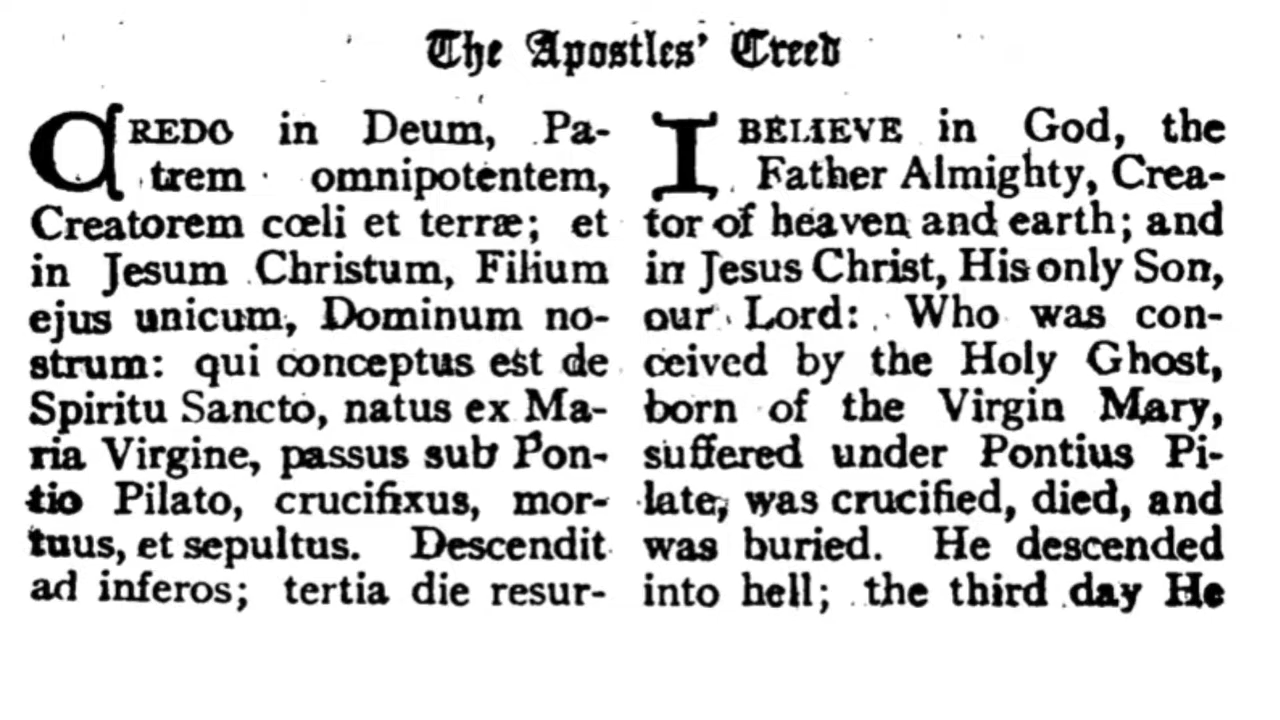 The Apostles' Creed
CREDO in Deum, Pa-
trem omnipotentem,
Creatorem cœli et terræ; et
in Jesum Christum, Filium
ejus unicum, Dominum no-
strum: qui conceptus est de
Spiritu Sancto, natus ex Ma-
ria Virgine, passus sub Pon-
tio Pilato, crucifixus, mor-
tuus, et sepultus. Descendit
ad inferos; tertia die resur-
I BELIEVE in God, the
Father Almighty, Crea-
tor of heaven and earth; and
in Jesus Christ, His only Son,
our Lord: Who was con-
ceived by the Holy Ghost,
born of the Virgin Mary,
suffered under Pontius Pi-
late, was crucified, died, and
was buried. He descended
into hell; the third day He